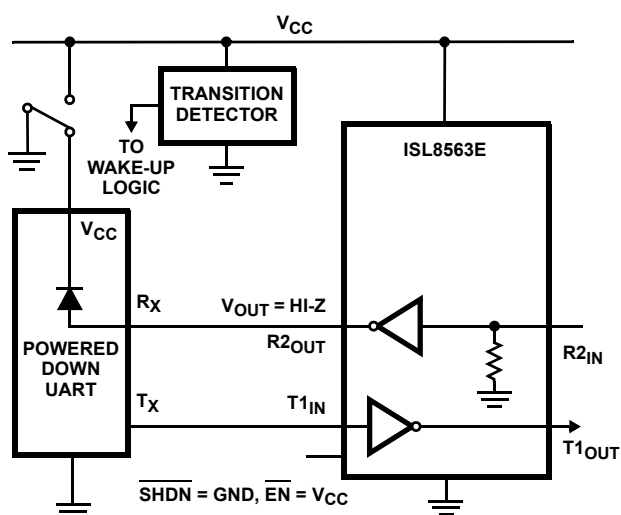 VCC
TRANSITION
DETECTOR
TO
WAKE-UP
LOGIC
ISL8563E
VCC
RX
VOUT = HI-Z
R2OUT
R2IN
POWERED
DOWN
UART
TX
T1IN
T1OUT
SHDN = GND, EN = VCC